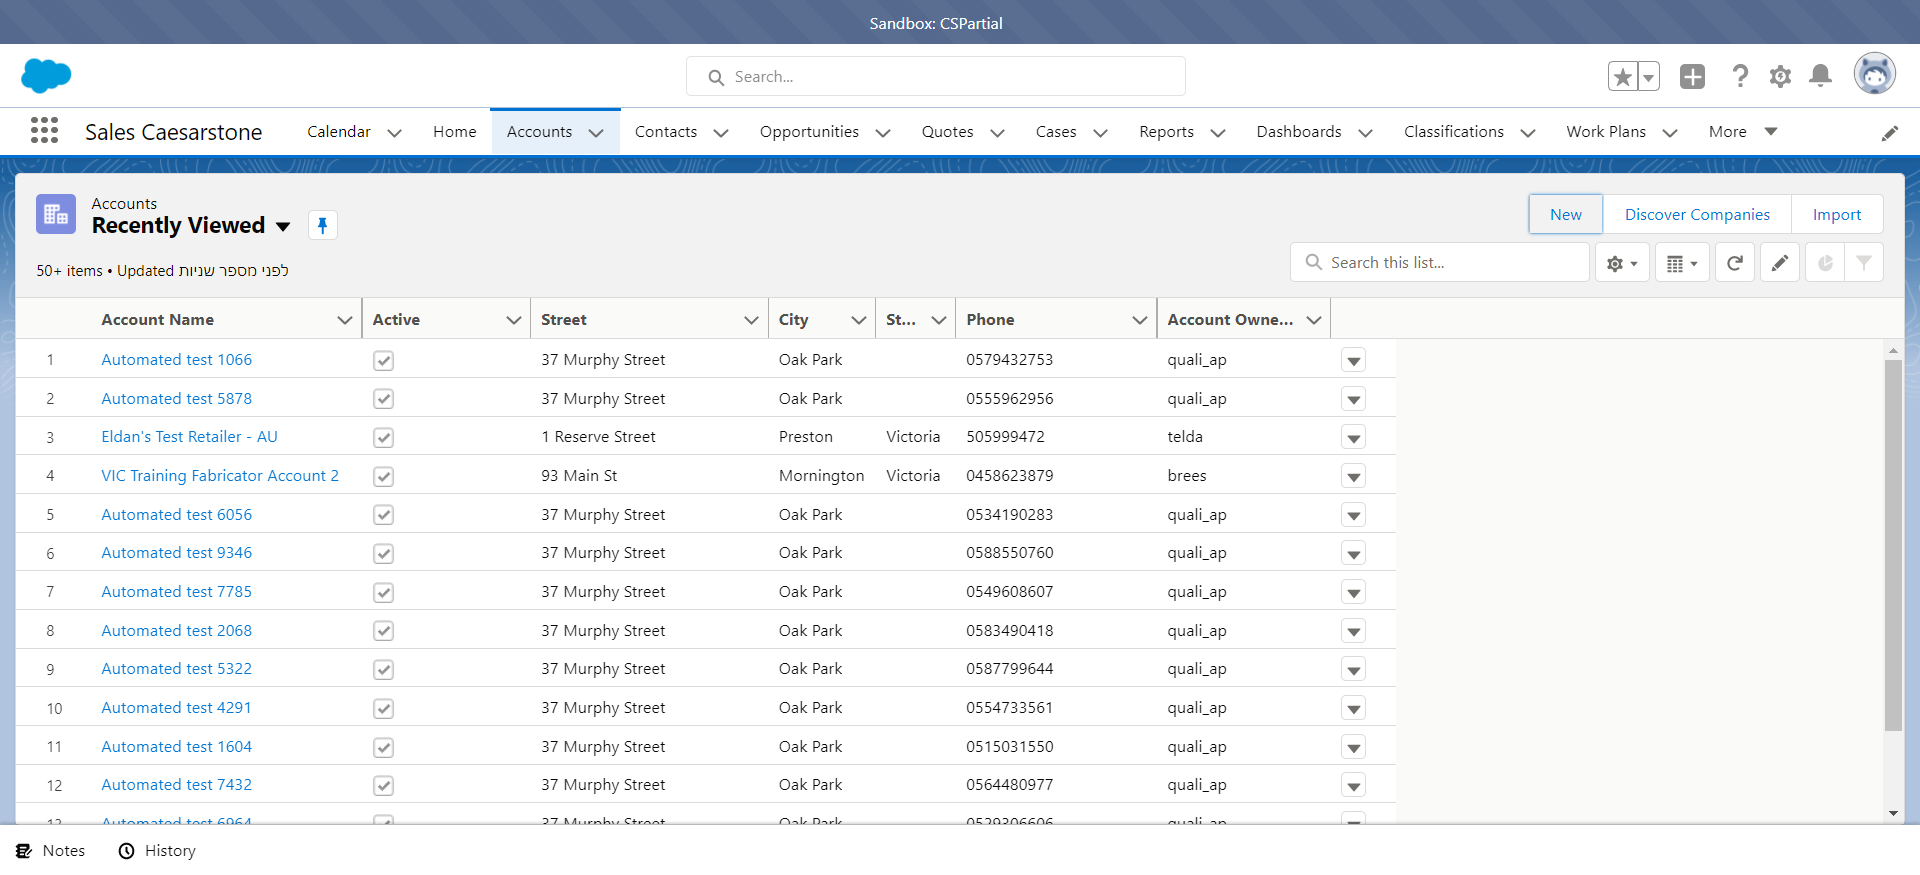 Sandbox: CSPartial
Search...
Sales Caesarstone Calendar Home Accounts Contacts Opportunities Quotes Cases Reports Dashboards Classifications Work Plans More
Accounts
Recently Viewed
New Discover Companies Import
50+ items • Updated לפני מספר שניות
Search this list...
Account Name Active Street City St... Phone Account Owne...
1 Automated test 1066 37 Murphy Street Oak Park 0579432753 quali_ap
2 Automated test 5878 37 Murphy Street Oak Park 0555962956 quali_ap
3 Eldan's Test Retailer - AU 1 Reserve Street Preston Victoria 505999472 telda
4 VIC Training Fabricator Account 2 93 Main St Mornington Victoria 0458623879 brees
5 Automated test 6056 37 Murphy Street Oak Park 0534190283 quali_ap
6 Automated test 9346 37 Murphy Street Oak Park 0588550760 quali_ap
7 Automated test 7785 37 Murphy Street Oak Park 0549608607 quali_ap
8 Automated test 2068 37 Murphy Street Oak Park 0583490418 quali_ap
9 Automated test 5322 37 Murphy Street Oak Park 0587799644 quali_ap
10 Automated test 4291 37 Murphy Street Oak Park 0554733561 quali_ap
11 Automated test 1604 37 Murphy Street Oak Park 0515031550 quali_ap
12 Automated test 7432 37 Murphy Street Oak Park 0564480977 quali_ap
13 Automated test 6964 37 Murphy Street Oak Park 0529306606 quali_ap
Notes History